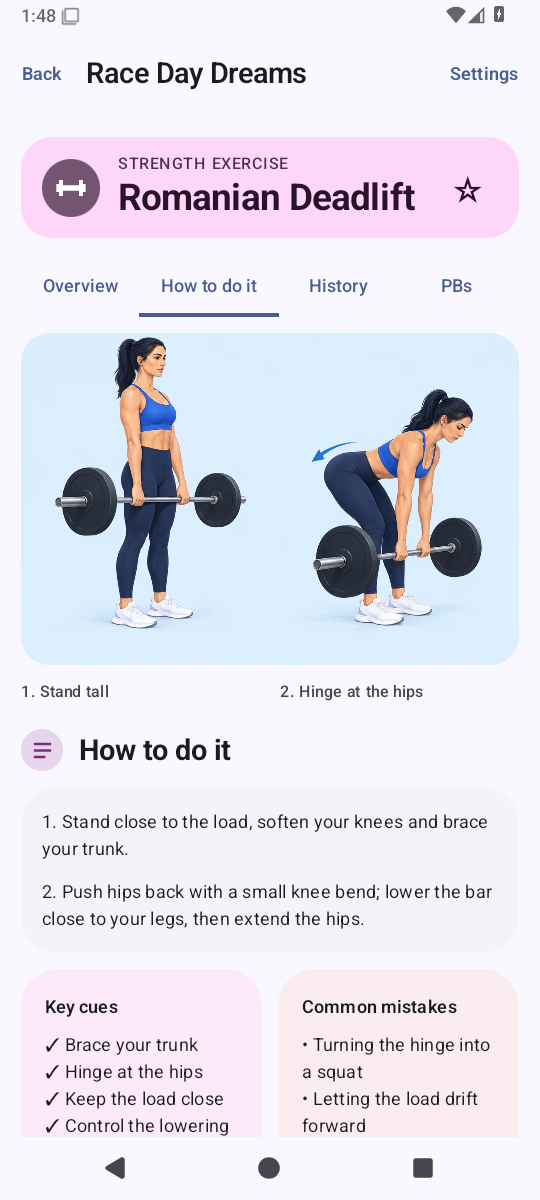 1:48
Back Race Day Dreams Settings
STRENGTH EXERCISE
Romanian Deadlift
Overview How to do it History PBs
1. Stand tall 2. Hinge at the hips
How to do it
1. Stand close to the load, soften your knees and brace
your trunk.
2. Push hips back with a small knee bend; lower the bar
close to your legs, then extend the hips.
Key cues
✓ Brace your trunk
✓ Hinge at the hips
✓ Keep the load close
✓ Control the lowering
Common mistakes
• Turning the hinge into
a squat
• Letting the load drift
forward